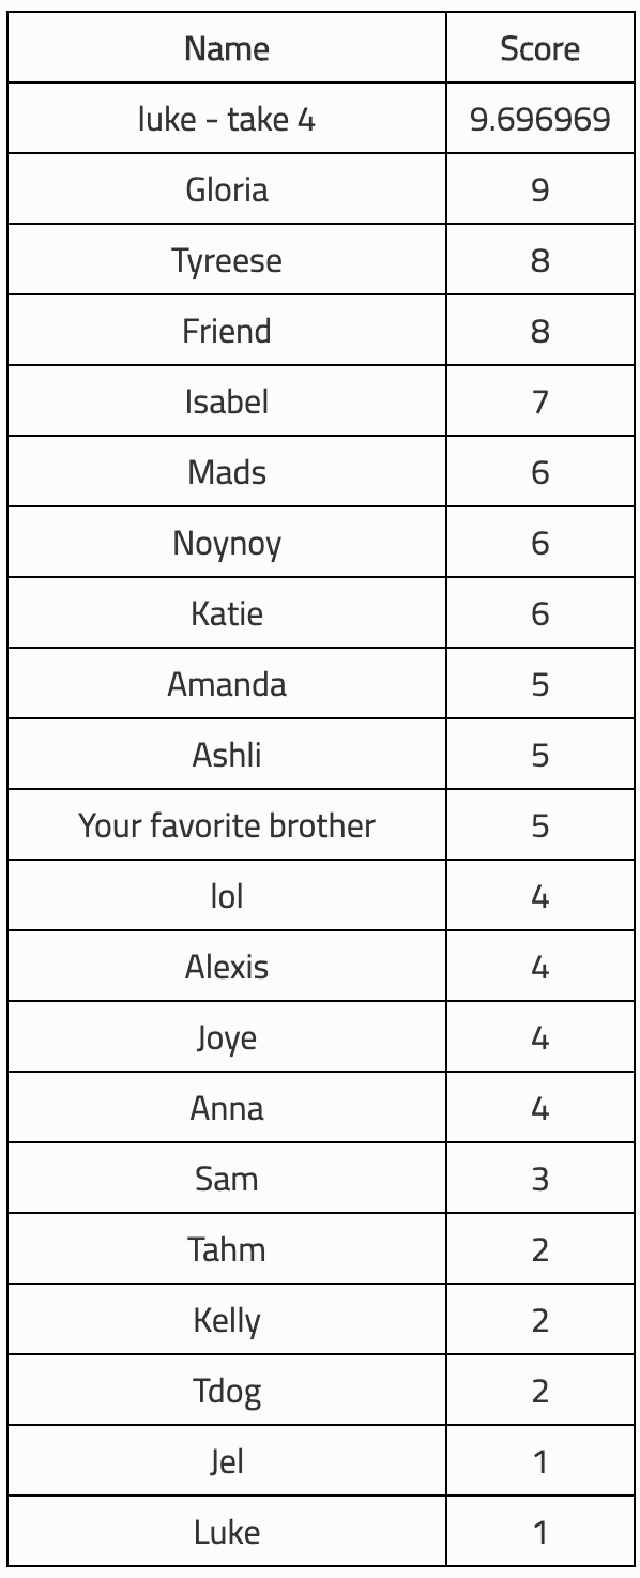 Name Score
luke - take 4 9.696969
Gloria 9
Tyreese 8
Friend 8
Isabel 7
Mads 6
Noynoy 6
Katie 6
Amanda 5
Ashli 5
Your favorite brother 5
lol 4
Alexis 4
Joye 4
Anna 4
Sam 3
Tahm 2
Kelly 2
Tdog 2
Jel 1
Luke 1